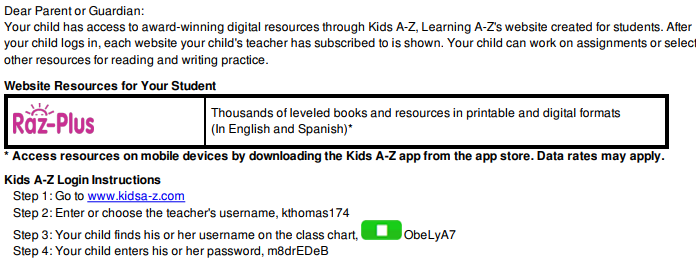 Dear Parent or Guardian:
Your child has access to award-winning digital resources through Kids A-Z, Learning A-Z's website created for students. After
your child logs in, each website your child's teacher has subscribed to is shown. Your child can work on assignments or select
other resources for reading and writing practice.
Website Resources for Your Student
Raz-Plus
Thousands of leveled books and resources in printable and digital formats
(In English and Spanish)*
* Access resources on mobile devices by downloading the Kids A-Z app from the app store. Data rates may apply.
Kids A-Z Login Instructions
Step 1: Go to www.kidsa-z.com
Step 2: Enter or choose the teacher's username, kthomas174
Step 3: Your child finds his or her username on the class chart, ObeLyA7
Step 4: Your child enters his or her password, m8drEDeB